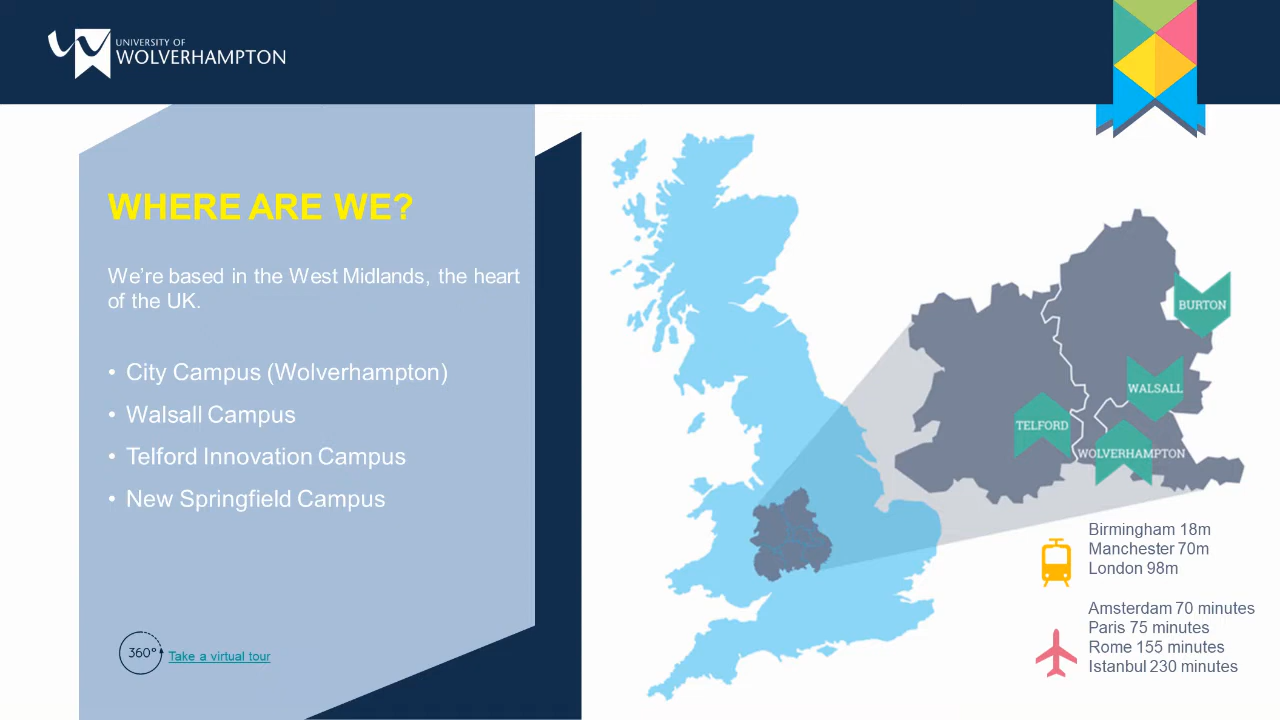 UNIVERSITY OF
WOLVERHAMPTON
WHERE ARE WE?
We're based in the West Midlands, the heart
of the UK.
• City Campus (Wolverhampton)
• Walsall Campus
• Telford Innovation Campus
• New Springfield Campus
360°
Take a virtual tour
BURTON
WALSALL
TELFORD
WOLVERHAMPTON
Birmingham 18m
Manchester 70m
London 98m
Amsterdam 70 minutes
Paris 75 minutes
Rome 155 minutes
Istanbul 230 minutes